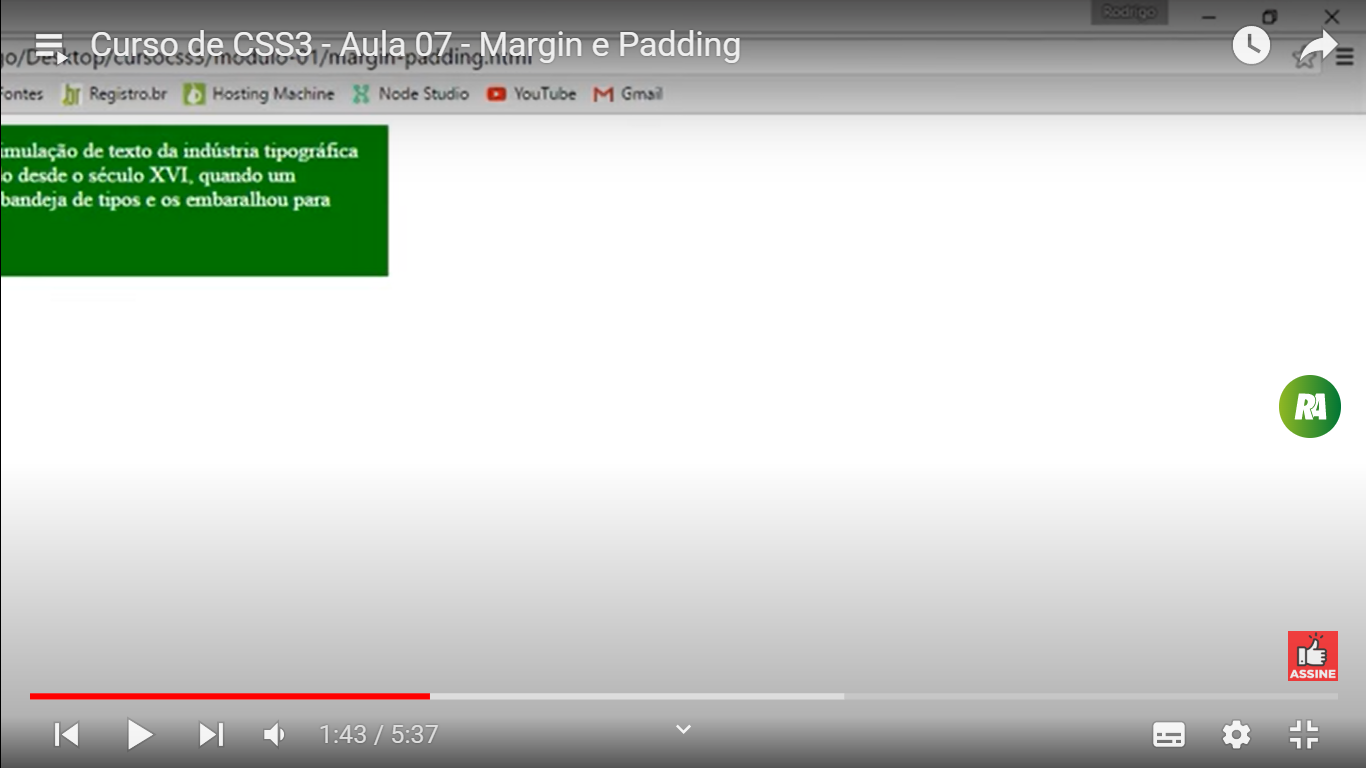 Rodrigo
Curso de CSS3 - Aula 07 - Margin e Padding
go/Desktop/cursocss3/modulo-01/margin-padding.html
Fontes Registro.br Hosting Machine Node Studio YouTube Gmail
imulação de texto da indústria tipográfica
o desde o século XVI, quando um
bandeja de tipos e os embaralhou para
RA
ASSINE
1:43 / 5:37